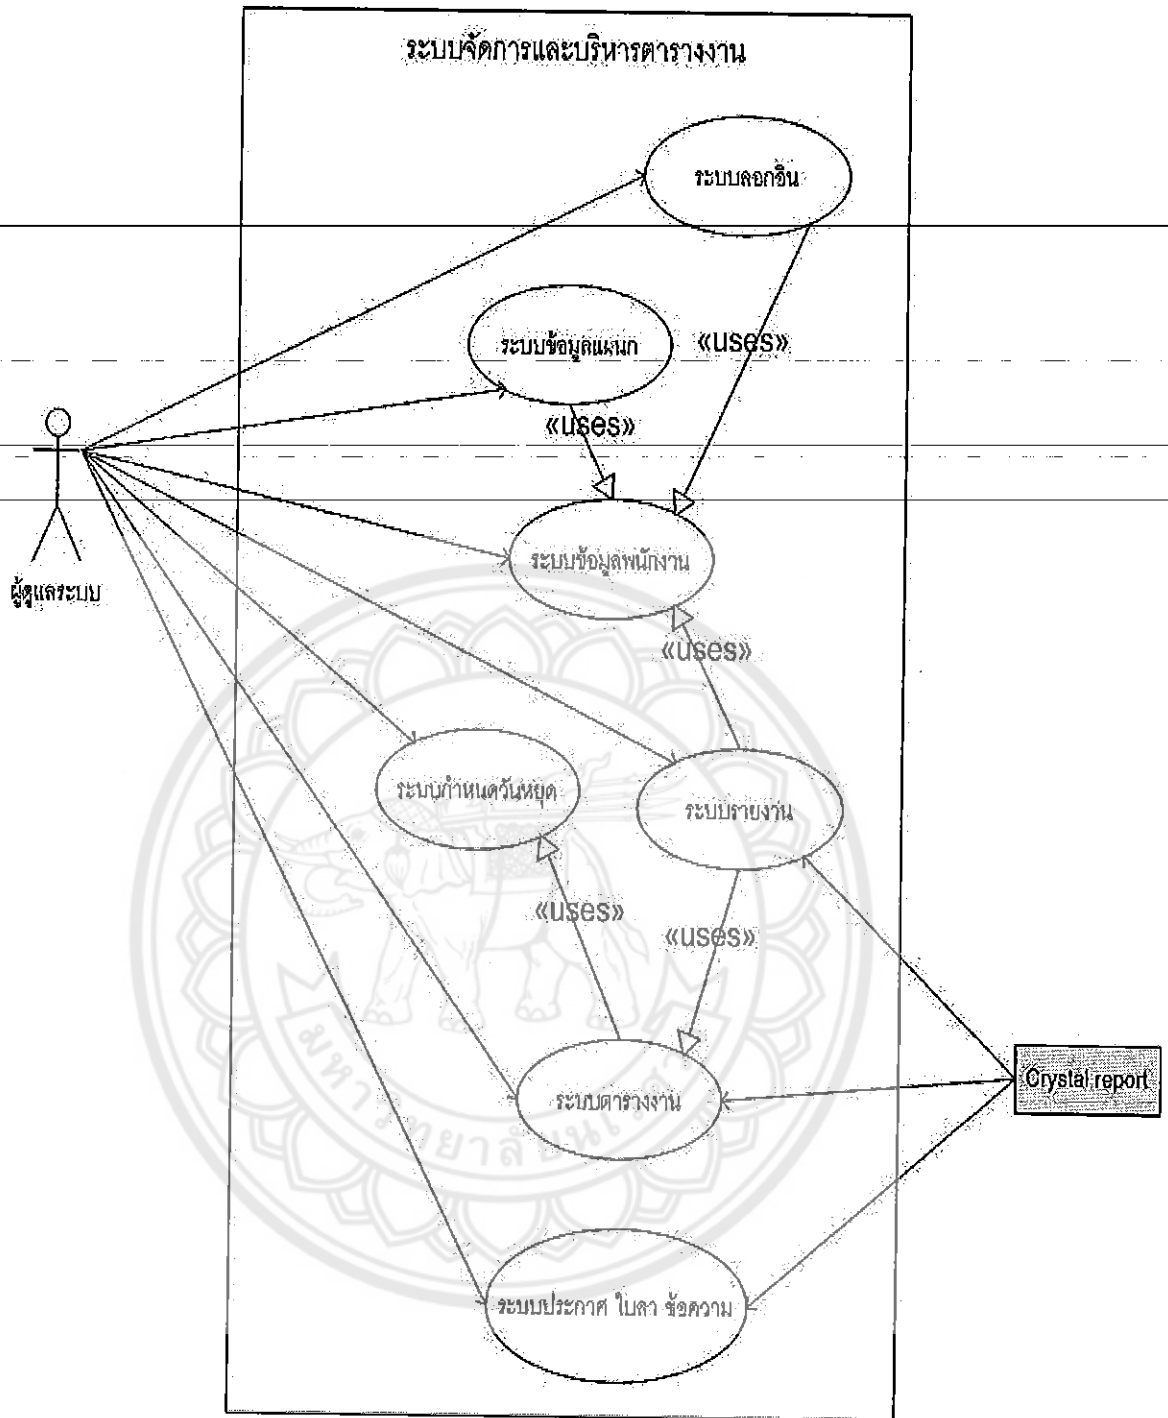 ระบบจัดการและบริหารตารางงาน
ระบบลอกอิน
ระบบข้อมูลแผนก
«uses»
«uses»
ระบบข้อมูลพนักงาน
ผู้ดูแลระบบ
«uses»
ระบบกำหนดวันหยุด
ระบบรายงาน
«uses»
«uses»
Crystal report
ระบบตารางงาน
ระบบประกาศ ใบลา ข้อความ